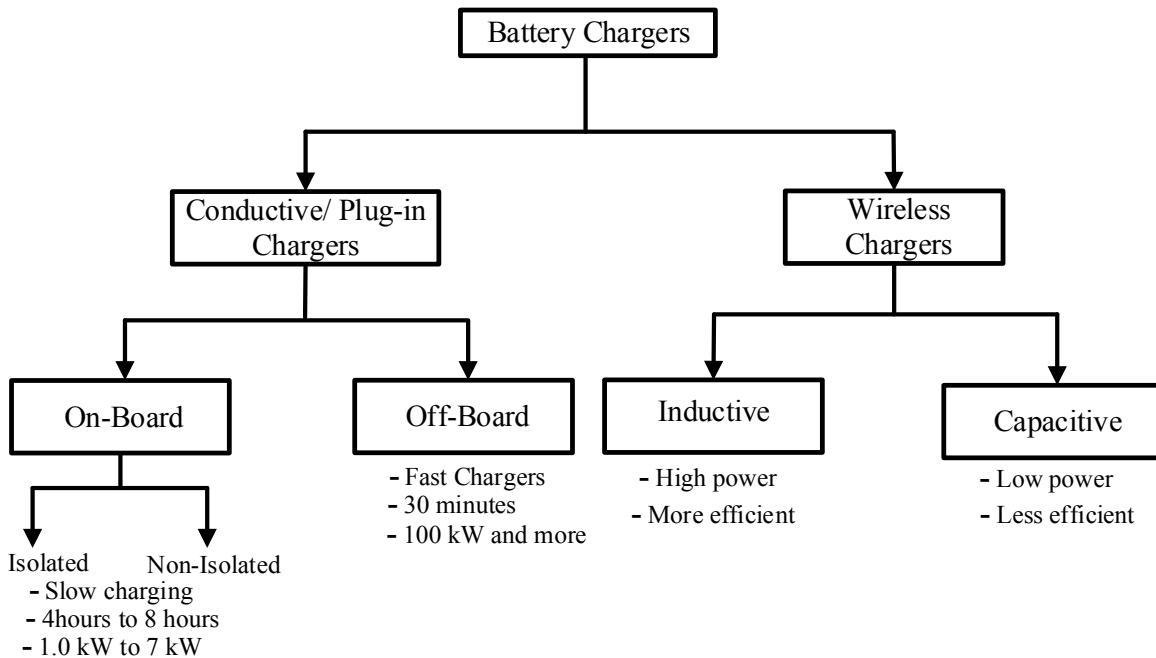 Battery Chargers
Conductive/ Plug-in
Chargers
Wireless
Chargers
On-Board
Off-Board
Inductive
Capacitive
- Fast Chargers
- 30 minutes
- 100 kW and more
- High power
- More efficient
- Low power
- Less efficient
Isolated
Non-Isolated
- Slow charging
- 4hours to 8 hours
- 1.0 kW to 7 kW